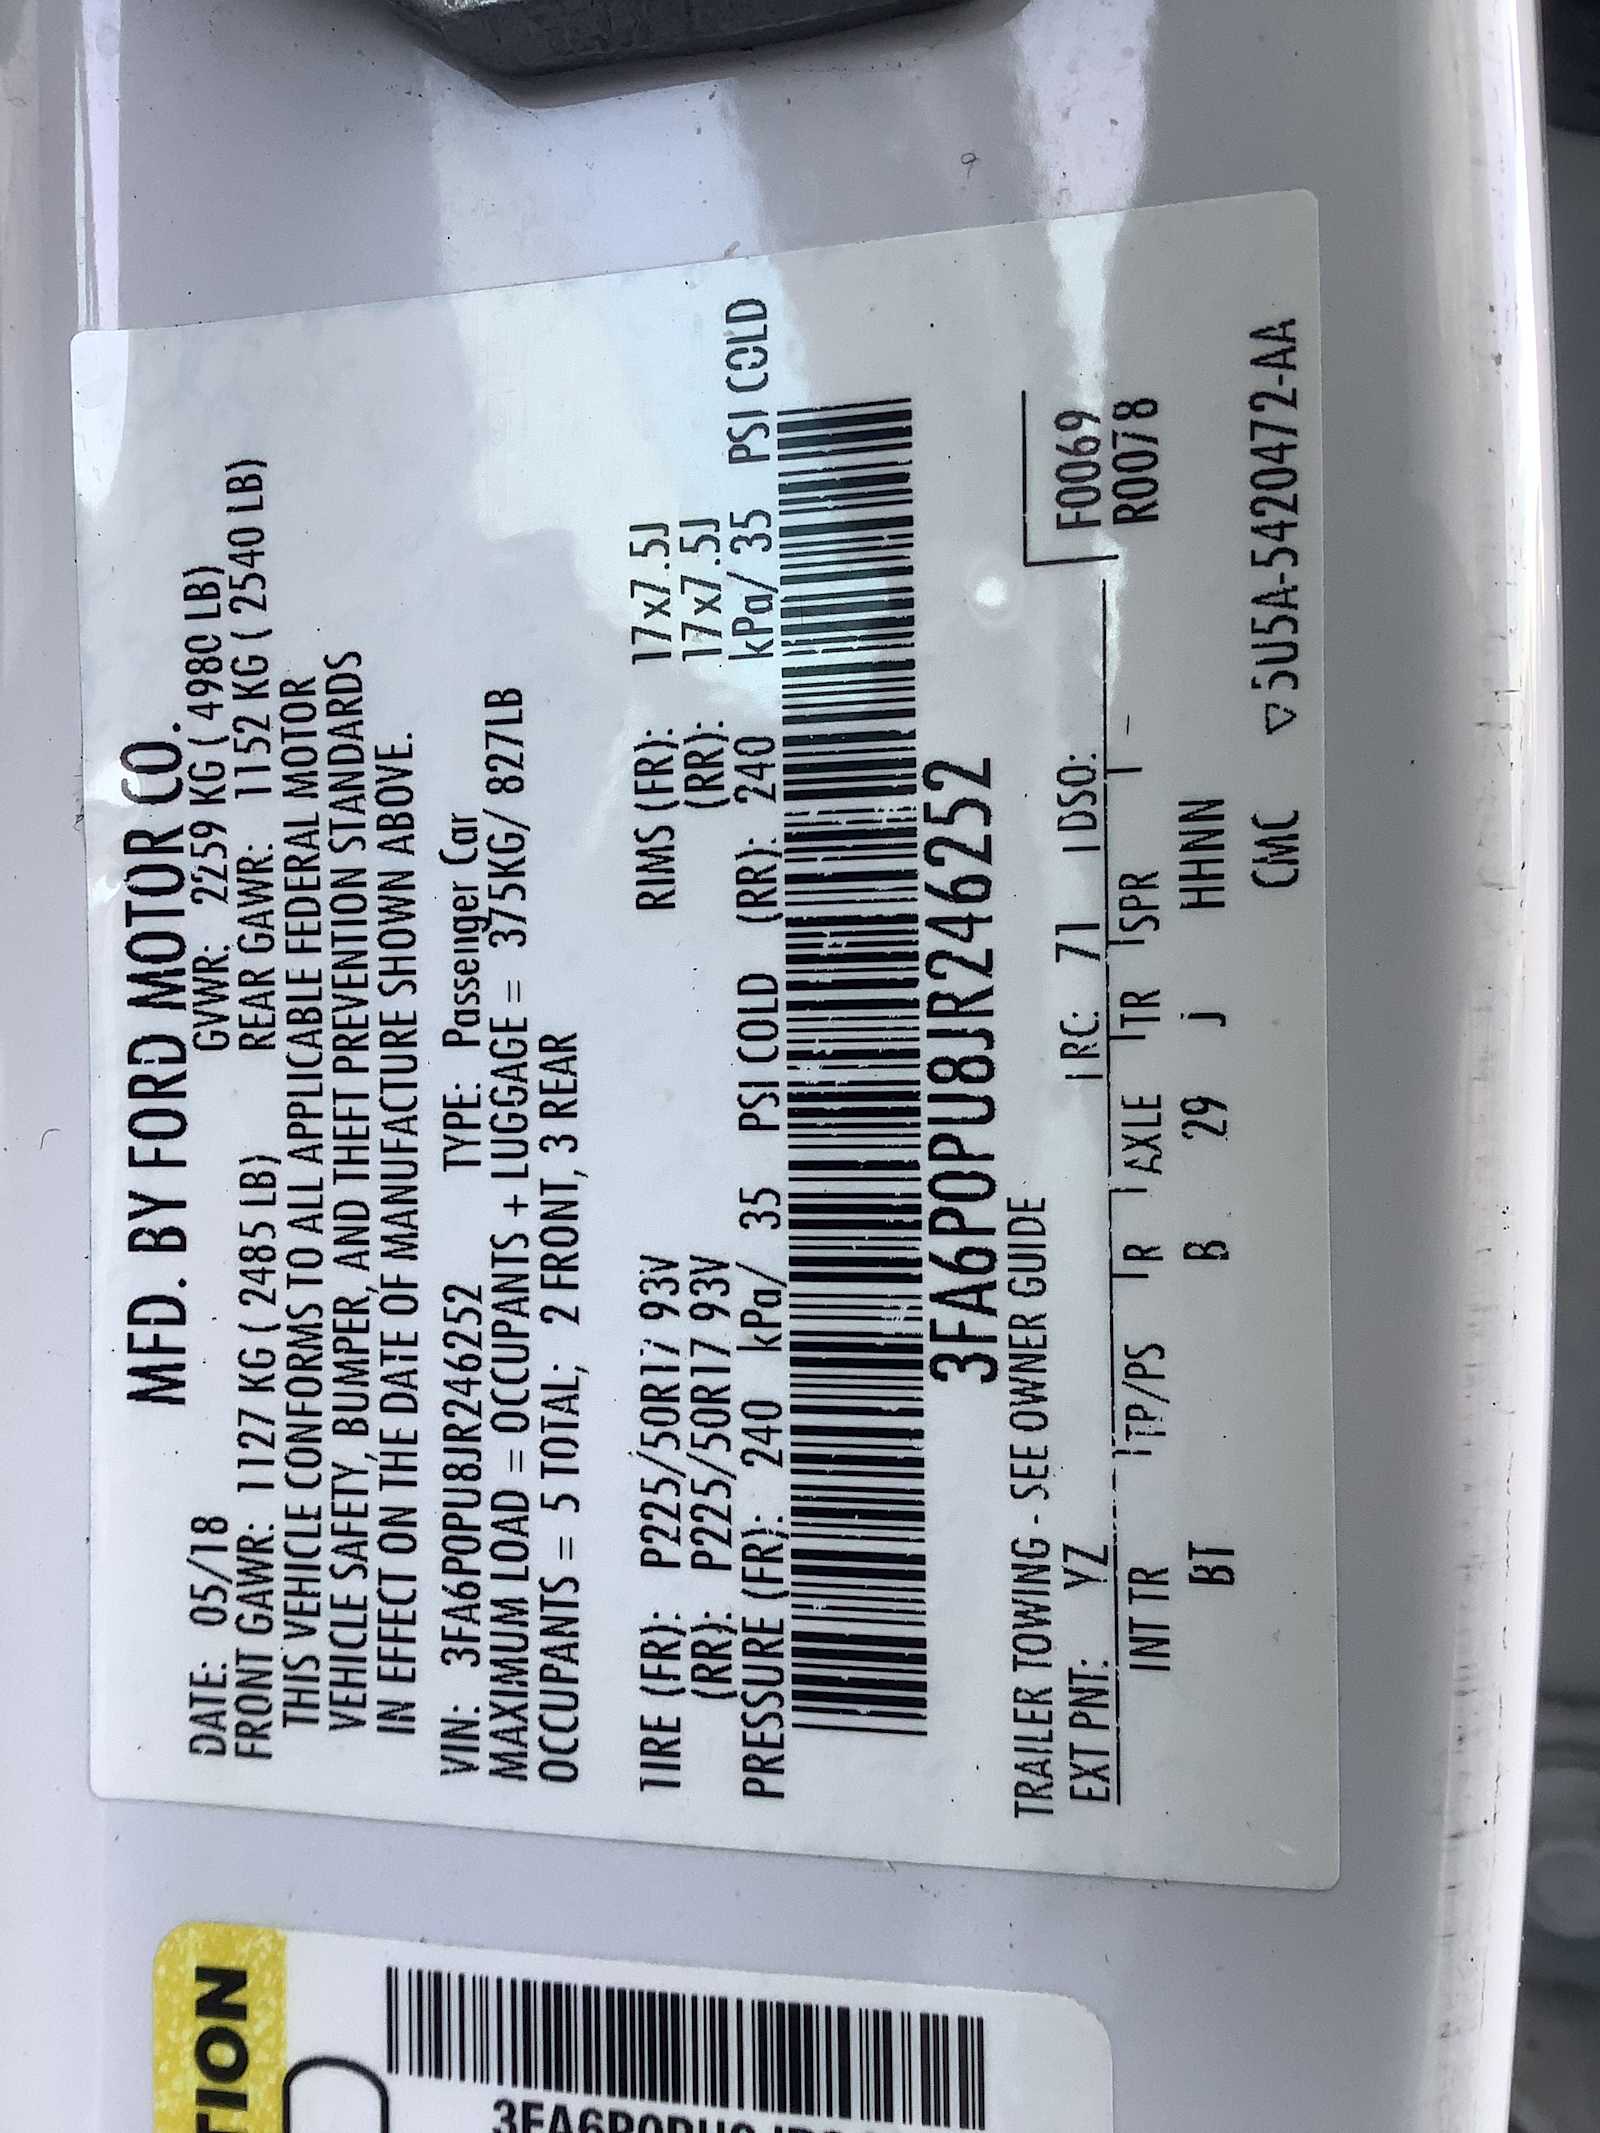 MFD. BY FORD MOTOR CO.
DATE: 05/18 GVWR: 2259 KG ( 4980 LB)
FRONT GAWR: 1127 KG ( 2485 LB) REAR GAWR: 1152 KG ( 2540 LB)
THIS VEHICLE CONFORMS TO ALL APPLICABLE FEDERAL MOTOR
VEHICLE SAFETY, BUMPER, AND THEFT PREVENTION STANDARDS
IN EFFECT ON THE DATE OF MANUFACTURE SHOWN ABOVE.
VIN: 3FA6P0PU8JR246252 TYPE: Passenger Car
MAXIMUM LOAD = OCCUPANTS + LUGGAGE = 375KG/ 827LB
OCCUPANTS = 5 TOTAL; 2 FRONT, 3 REAR
TIRE (FR): P225/50R17 93V RIMS (FR): 17x7.5J
(RR): P225/50R17 93V (RR): 17x7.5J
PRESSURE (FR): 240 kPa/ 35 PSI COLD (RR): 240 kPa/ 35 PSI COLD
3FA6P0PU8JR246252
TRAILER TOWING - SEE OWNER GUIDE
EXT PNT: YZ RC: 71 DSO: F0069
INT TR TP/PS R AXLE TR SPR R0078
BT B 29 J HHNN
CMC ▽5U5A-5420472-AA
TION